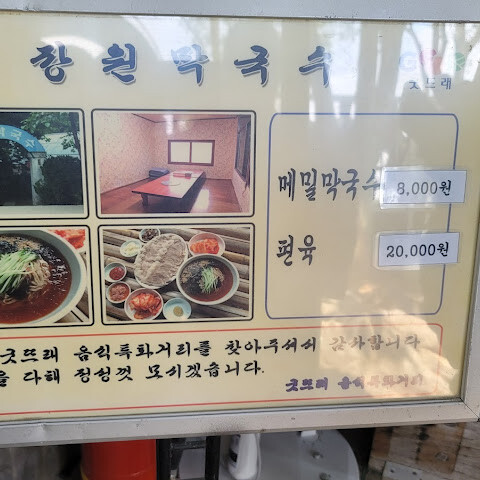 장원막국수
굿뜨래
메밀막국수 8,000원
편육 20,000원
굿뜨래 음식특화거리를 찾아주셔서 감사합니다
을 다해 정성껏 모시겠습니다.
굿뜨래 음식특화거리